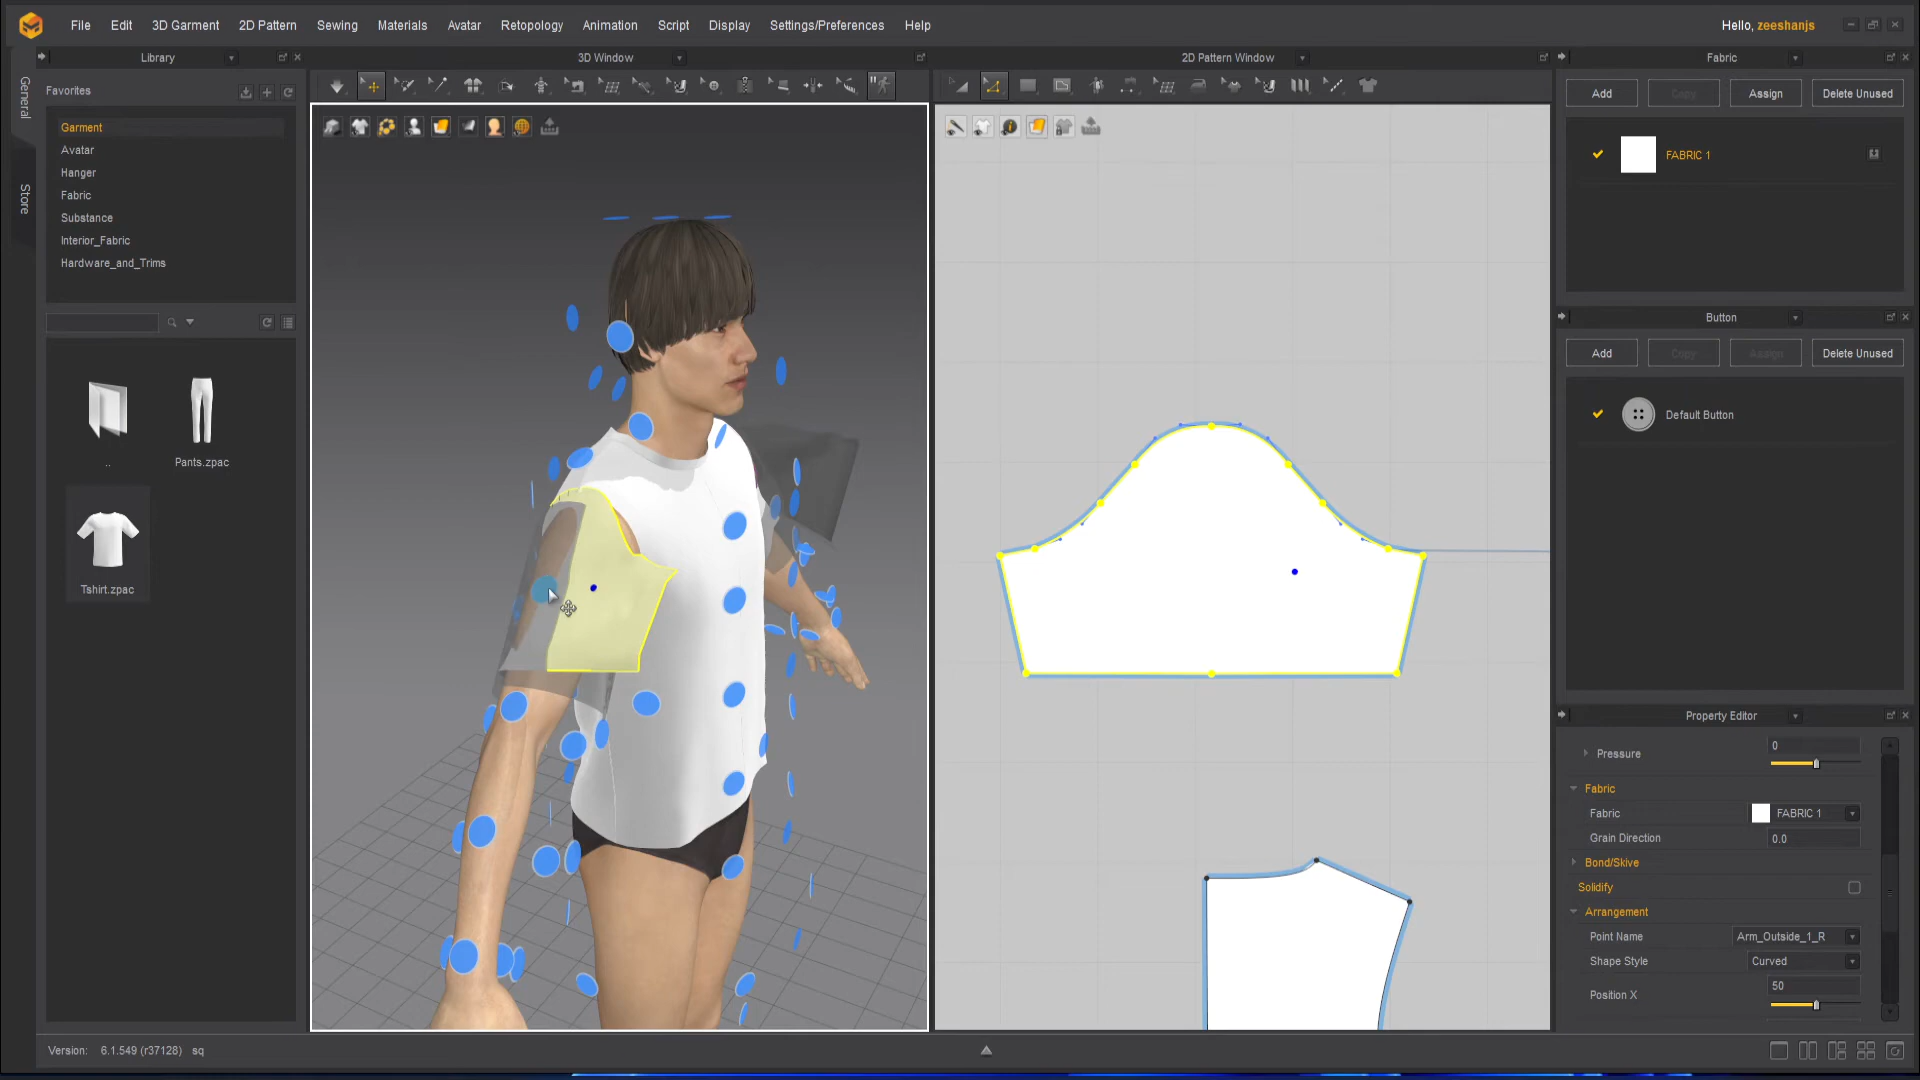 File Edit 3D Garment 2D Pattern Sewing Materials Avatar Retopology Animation Script Display Settings/Preferences Help
Hello, zeeshanjs
Library
3D Window
2D Pattern Window
Fabric
General
Store
Favorites
Garment
Avatar
Hanger
Fabric
Substance
Interior_Fabric
Hardware_and_Trims
..
Pants.zpac
Tshirt.zpac
Add Copy Assign Delete Unused
FABRIC 1
Button
Add Copy Assign Delete Unused
Default Button
Property Editor
Pressure 0
Fabric
Fabric FABRIC 1
Grain Direction 0.0
Bond/Skive
Solidify
Arrangement
Point Name Arm_Outside_1_R
Shape Style Curved
Position X 50
Version: 6.1.549 (r37128) sq